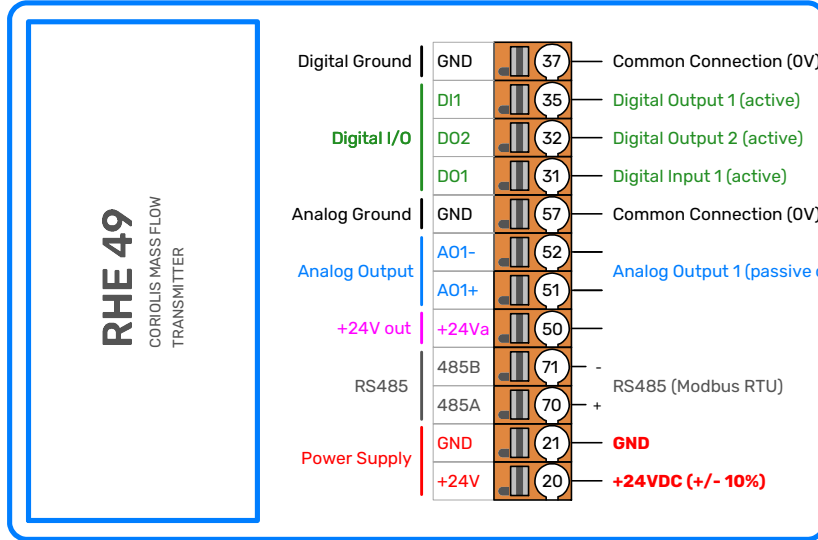 RHE 49
CORIOLIS MASS FLOW
TRANSMITTER
Digital Ground GND 37 Common Connection (0V)
DI1 35 Digital Output 1 (active)
Digital I/O DO2 32 Digital Output 2 (active)
DO1 31 Digital Input 1 (active)
Analog Ground GND 57 Common Connection (0V)
AO1- 52
Analog Output Analog Output 1 (passive
AO1+ 51
+24V out +24Va 50
485B 71 -
RS485 RS485 (Modbus RTU)
485A 70 +
GND 21 GND
Power Supply
+24V 20 +24VDC (+/- 10%)